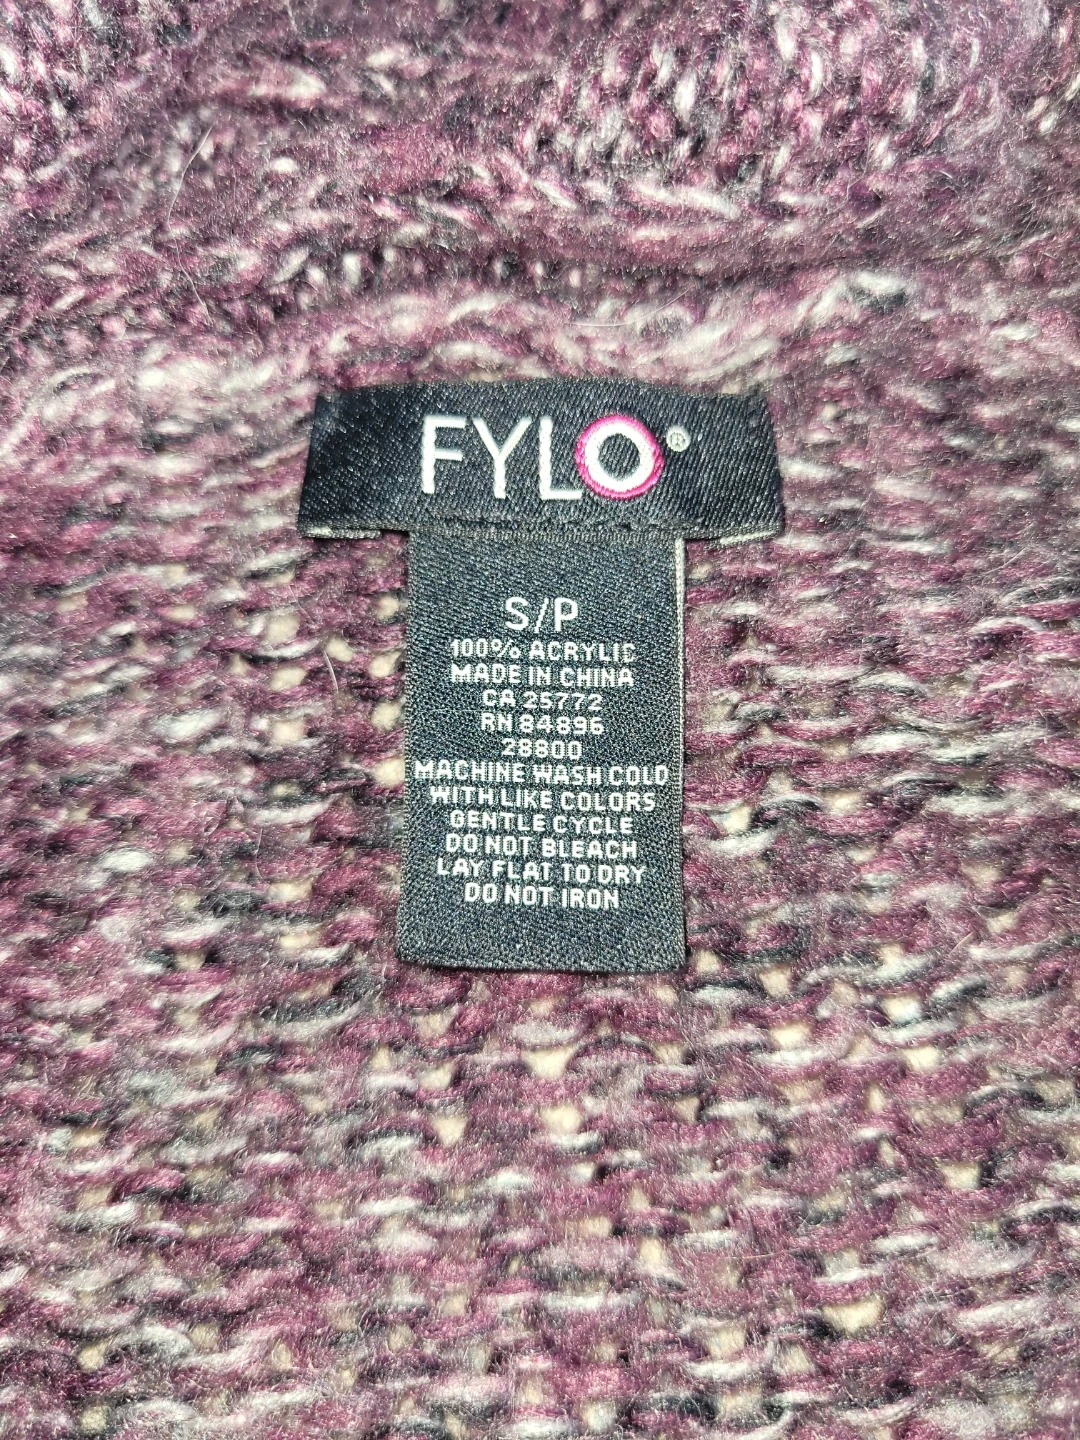 FYLO®
S/P
100% ACRYLIC
MADE IN CHINA
CA 25772
RN 84896
28800
MACHINE WASH COLD
WITH LIKE COLORS
GENTLE CYCLE
DO NOT BLEACH
LAY FLAT TO DRY
DO NOT IRON